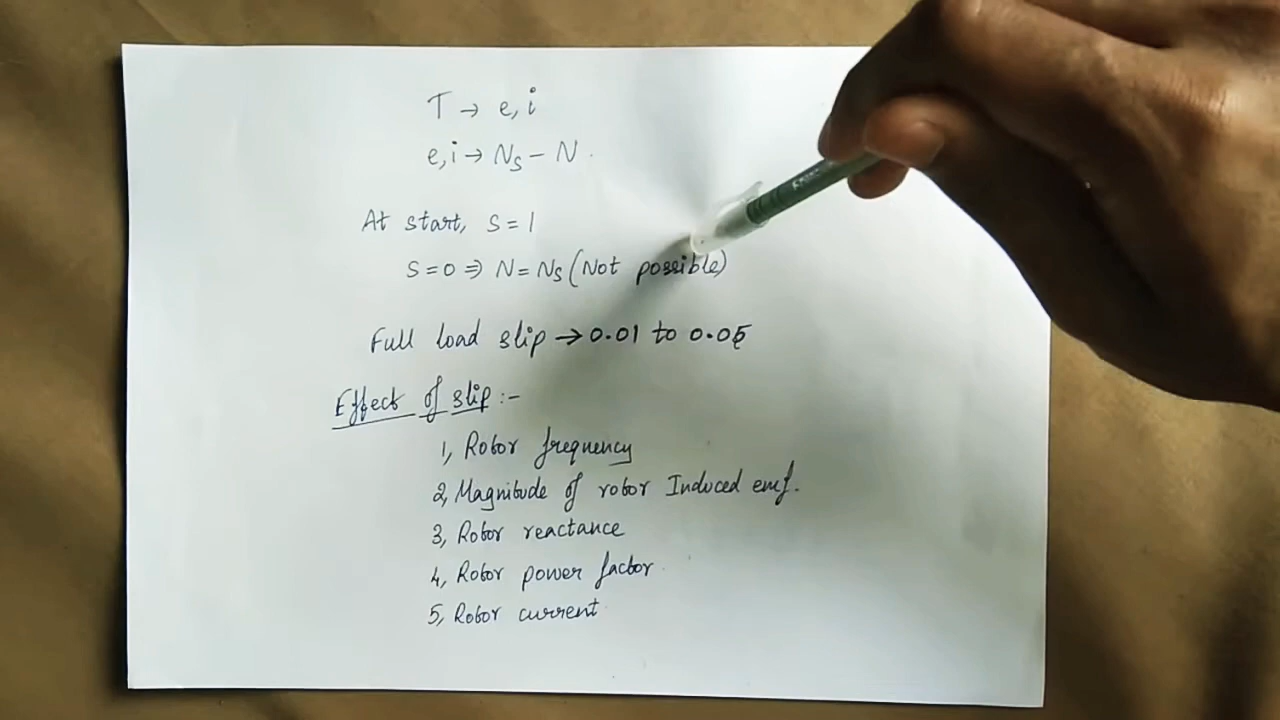 T → e, i
e, i → Ns - N.
At start, s = 1
s = 0 ⇒ N = Ns (Not possible)
Full load slip → 0.01 to 0.05
Effect of slip :-
1, Rotor frequency
2, Magnitude of rotor Induced emf.
3, Rotor reactance
4, Rotor power factor
5, Rotor current